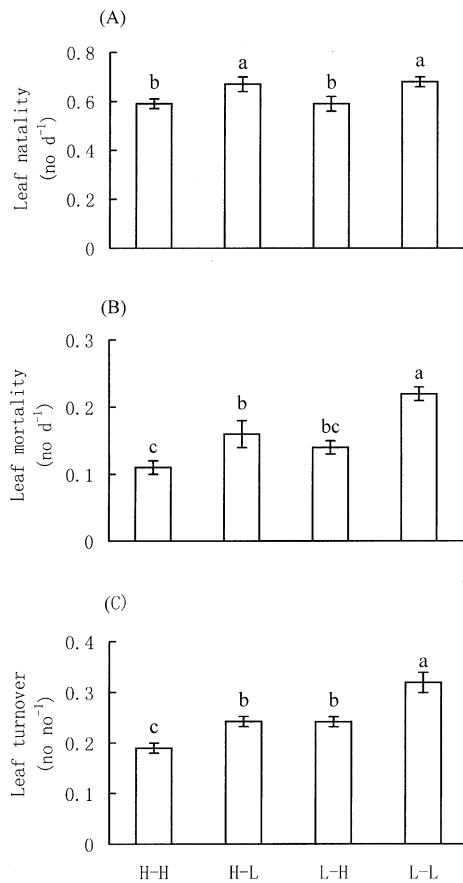 (A)
Leaf natality
(no d⁻¹)
0.8
0.6
0.4
0.2
0
b
a
b
a
(B)
Leaf mortality
(no d⁻¹)
0.3
0.2
0.1
0
c
b
bc
a
(C)
Leaf turnover
(no no⁻¹)
0.4
0.3
0.2
0.1
0
c
b
b
a
H-H H-L L-H L-L